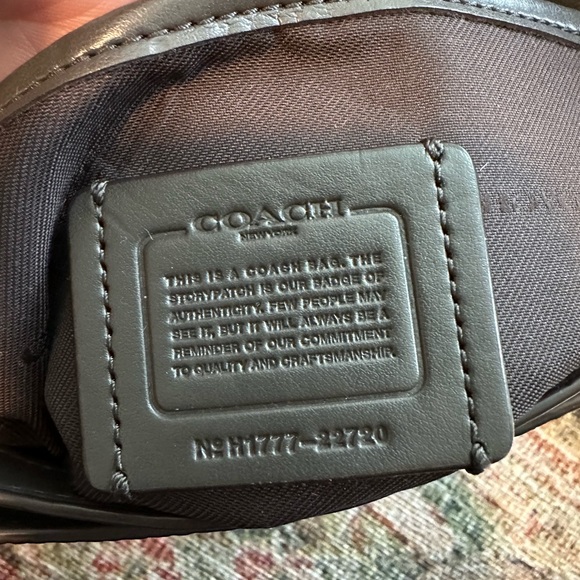 COACH
NEW YORK
THIS IS A COACH BAG. THE
STORYPATCH IS OUR BADGE OF
AUTHENTICITY. FEW PEOPLE MAY
SEE IT, BUT IT WILL ALWAYS BE A
REMINDER OF OUR COMMITMENT
TO QUALITY AND CRAFTSMANSHIP.
Nº H1777-22720